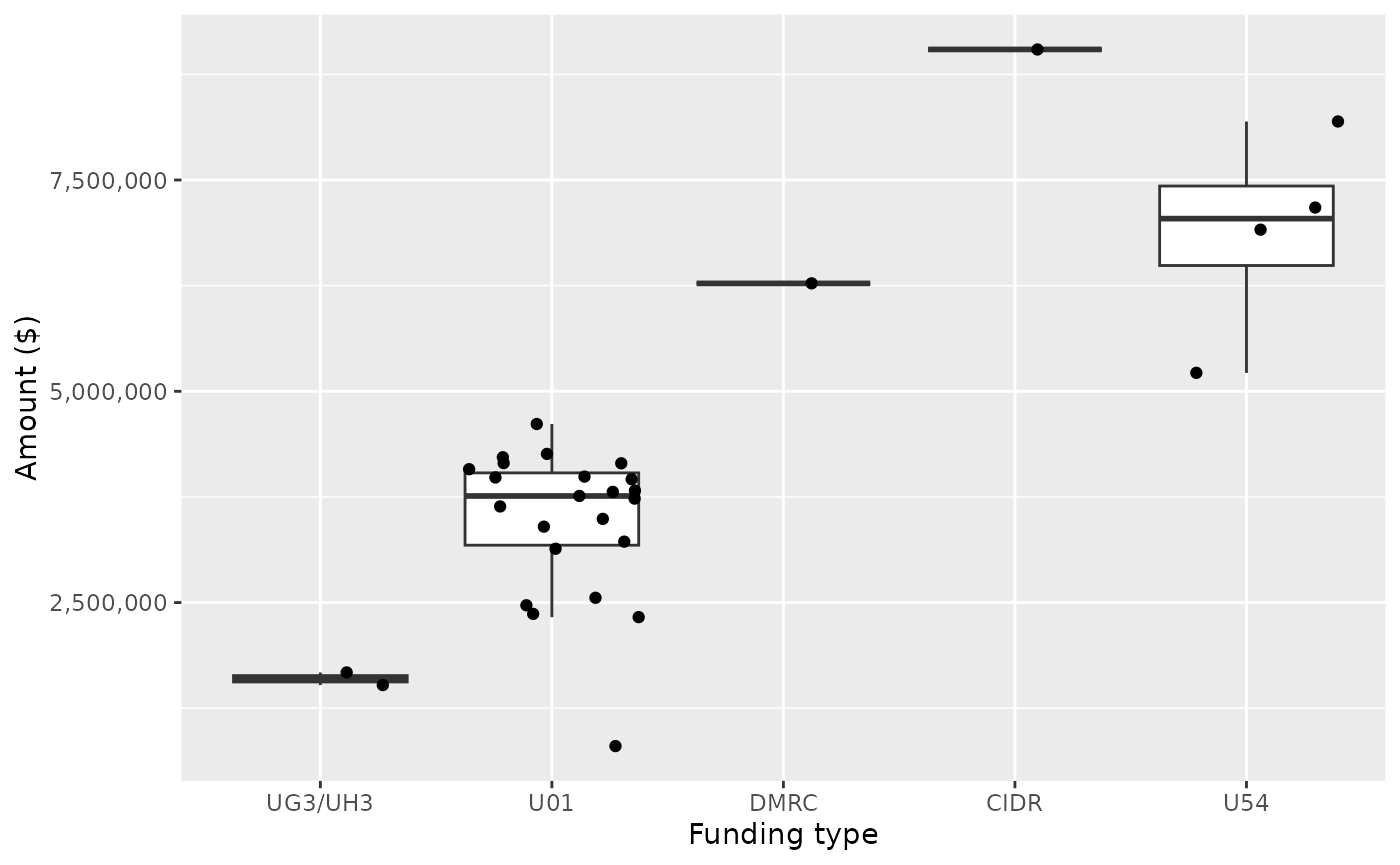 Amount ($)
7,500,000
5,000,000
2,500,000
UG3/UH3
U01
DMRC
CIDR
U54
Funding type